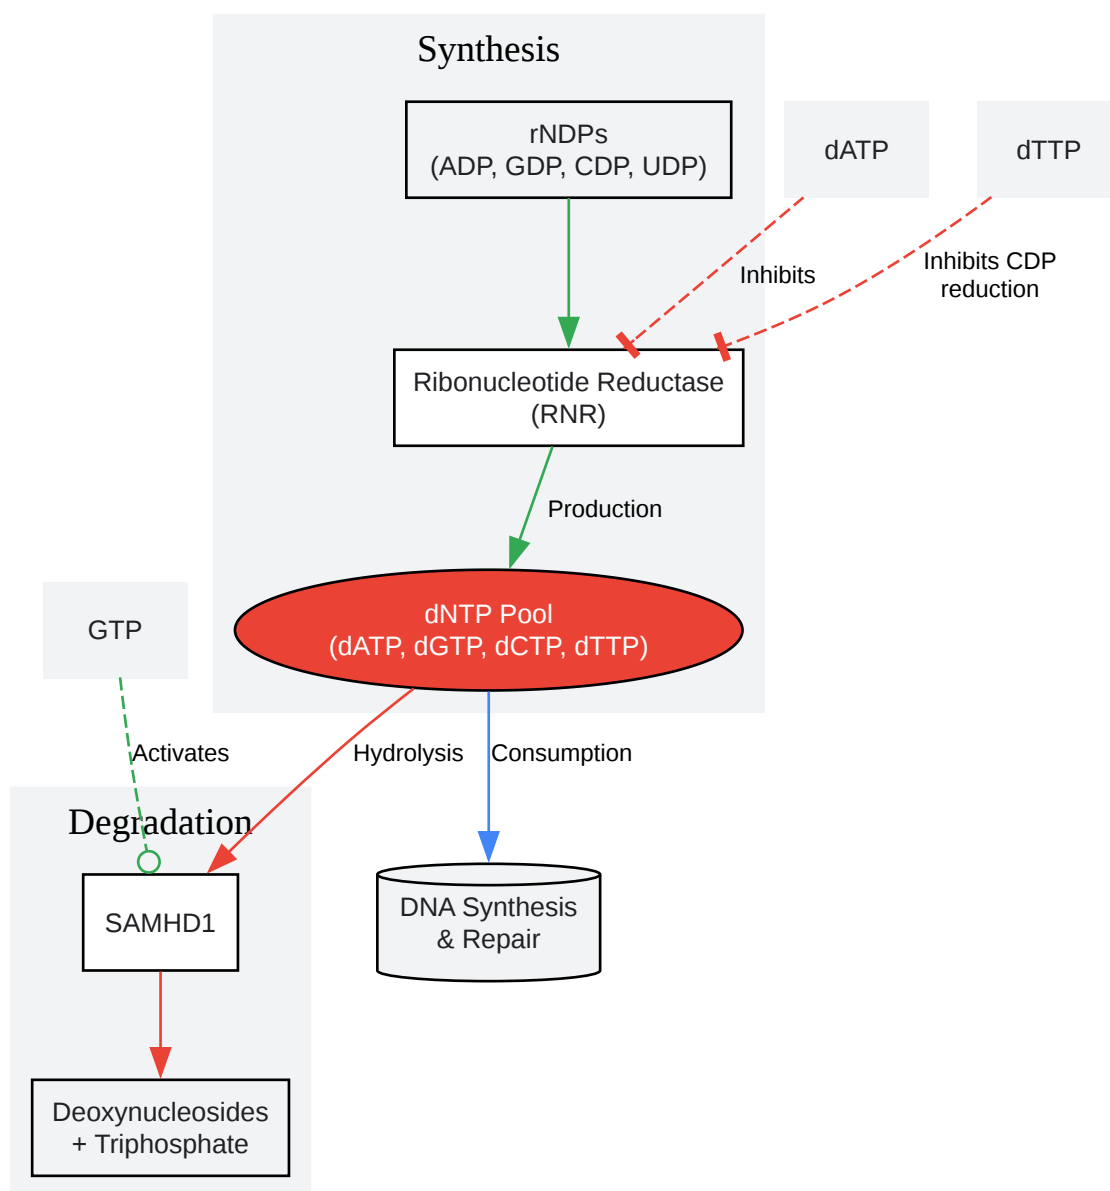 Synthesis
rNDPs
(ADP, GDP, CDP, UDP)
dATP
dTTP
Inhibits
Inhibits CDP
reduction
Ribonucleotide Reductase
(RNR)
Production
dNTP Pool
(dATP, dGTP, dCTP, dTTP)
GTP
Activates
Hydrolysis
Consumption
Degradation
SAMHD1
DNA Synthesis
& Repair
Deoxynucleosides
+ Triphosphate